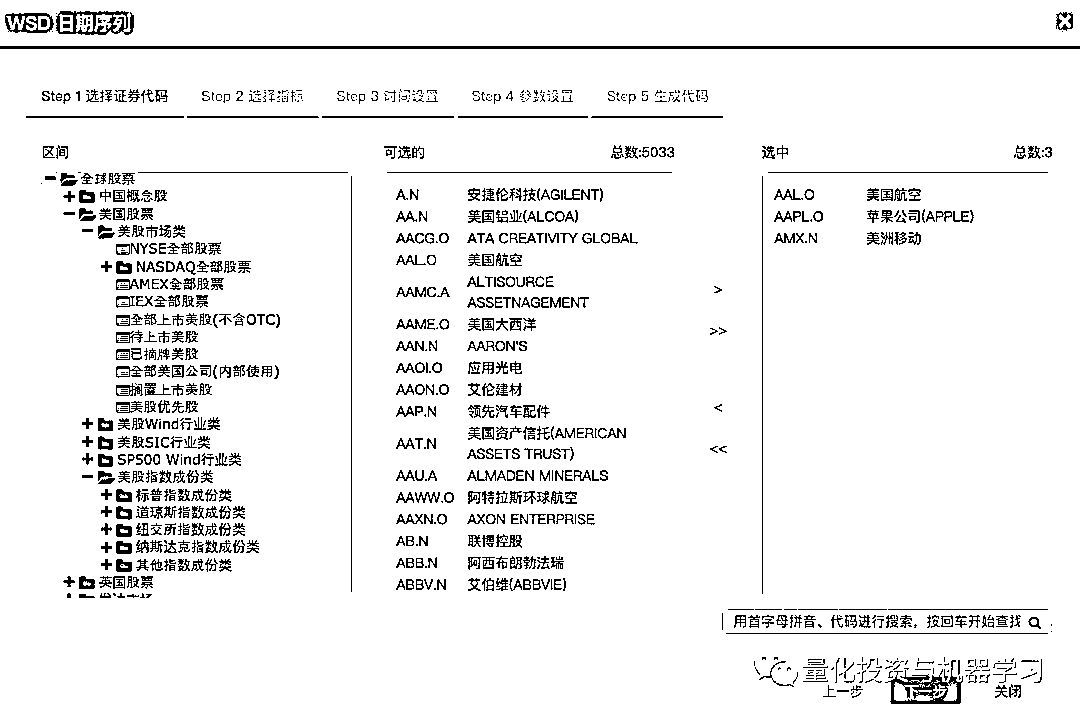 WSD 日期序列
Step 1 选择证券代码
Step 2 选择指标
Step 3 时间设置
Step 4 参数设置
Step 5 生成代码
区间
全球股票
中国概念股
美国股票
美股市场类
NYSE全部股票
NASDAQ全部股票
AMEX全部股票
IEX全部股票
全部上市美股(不含OTC)
待上市美股
已摘牌美股
全部美国公司(内部使用)
搁置上市美股
美股优先股
美股Wind行业类
美股SIC行业类
SP500 Wind行业类
美股指数成份类
标普指数成份类
道琼斯指数成份类
纽交所指数成份类
纳斯达克指数成份类
其他指数成份类
英国股票
可选的 总数:5033
A.N 安捷伦科技(AGILENT)
AA.N 美国铝业(ALCOA)
AACG.O ATA CREATIVITY GLOBAL
AAL.O 美国航空
AAMC.A ALTISOURCE
ASSETNAGEMENT
AAME.O 美国大西洋
AAN.N AARON'S
AAOI.O 应用光电
AAON.O 艾伦建材
AAP.N 领先汽车配件
AAT.N 美国资产信托(AMERICAN
ASSETS TRUST)
AAU.A ALMADEN MINERALS
AAWW.O 阿特拉斯环球航空
AAXN.O AXON ENTERPRISE
AB.N 联博控股
ABB.N 阿西布朗勃法瑞
ABBV.N 艾伯维(ABBVIE)
>
>>
<
<<
选中 总数:3
AAL.O 美国航空
AAPL.O 苹果公司(APPLE)
AMX.N 美洲移动
用首字母拼音、代码进行搜索，按回车开始查找
量化投资与机器学习
上一步 下一步 关闭